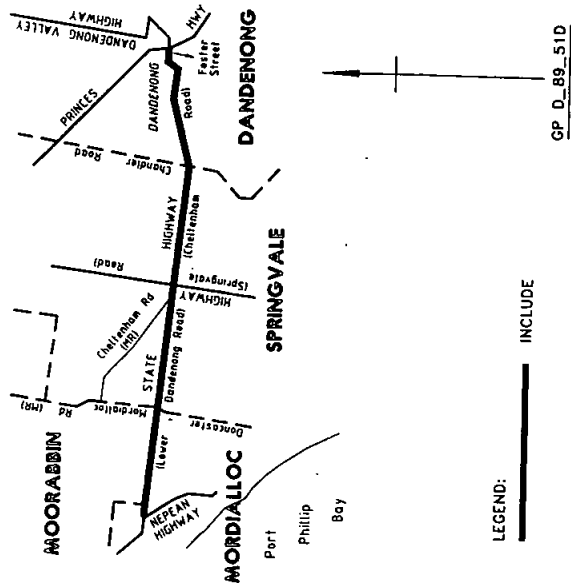 DANDENONG VALLEY
HIGHWAY
PRINCES
HWY
Foster
Street
DANDENONG
Road)
DANDENONG
Chandler
Road
HIGHWAY
(Cheltenham
SPRINGVALE
HIGHWAY
(Springvale
Road)
Cheltenham Rd
(MR)
STATE
(Lower
Dandenong Road)
Doncaster
Mordialloc
Rd
(MR)
MOORABBIN
MORDIALLOC
NEPEAN
HIGHWAY
Port
Phillip
Bay
GP D_89_51D
LEGEND:
INCLUDE